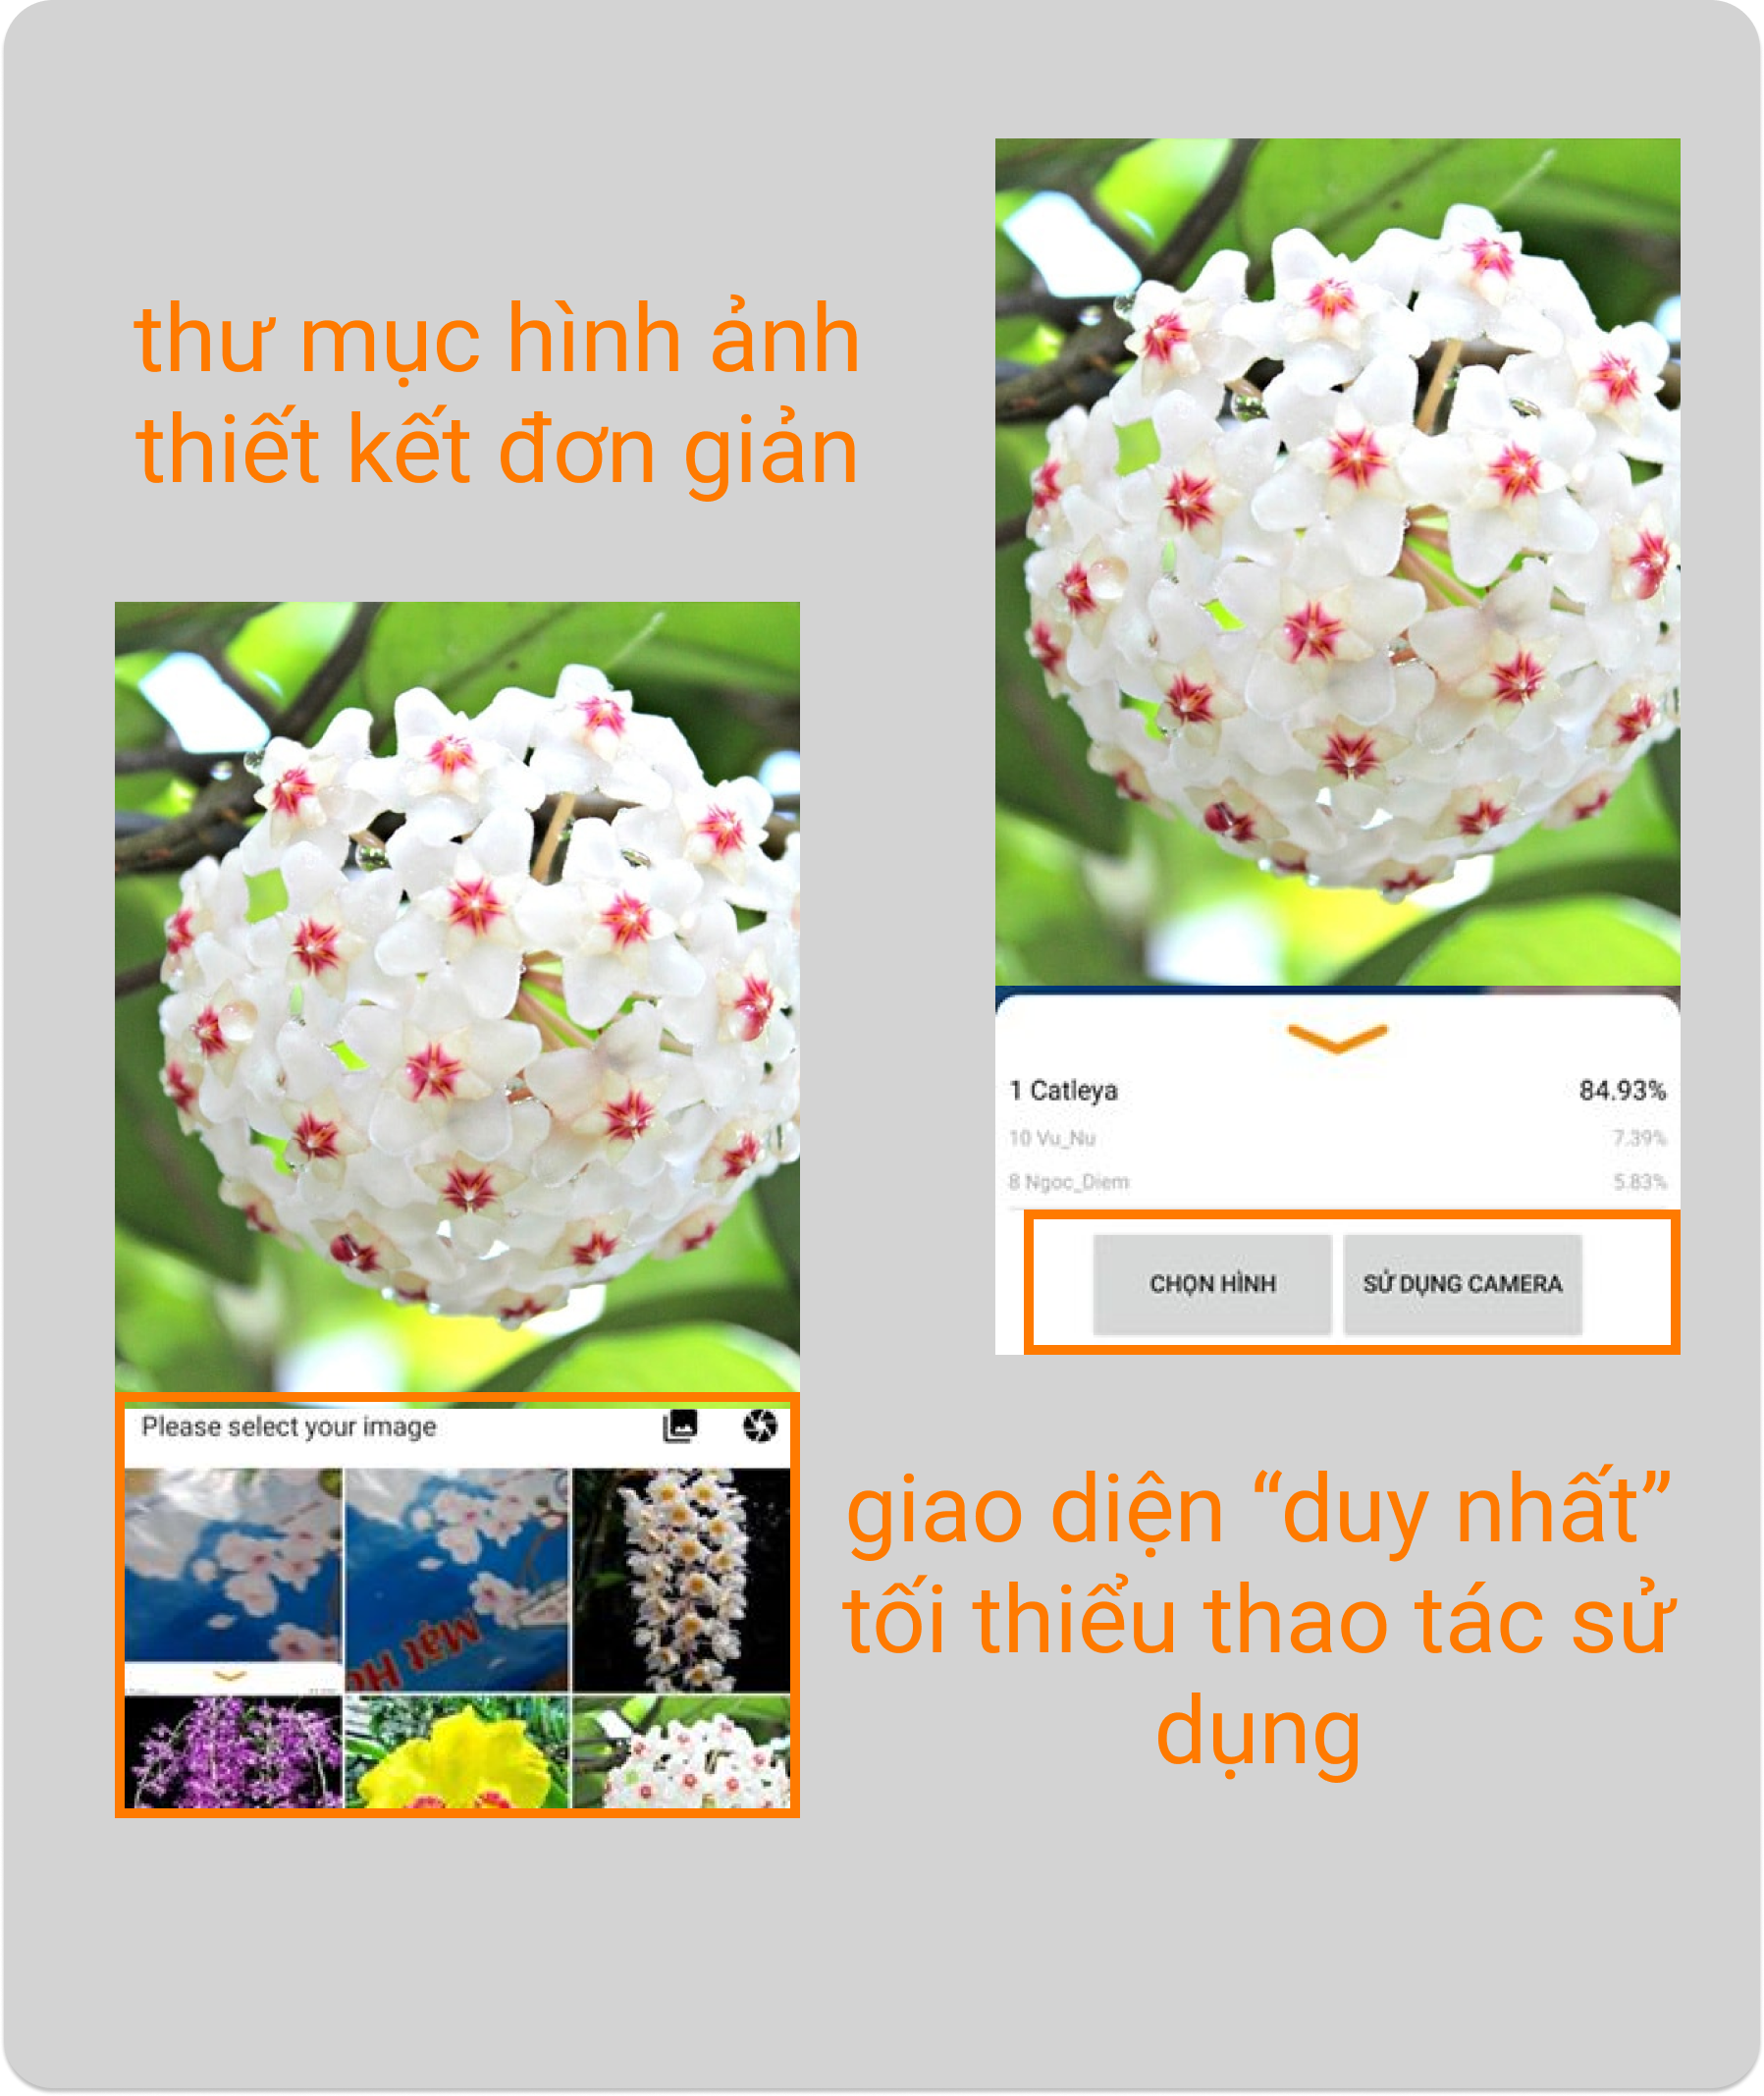 thư mục hình ảnh
thiết kết đơn giản
1 Catleya 84.93%
10 Vu_Nu 7.39%
8 Ngoc_Diem 5.83%
CHỌN HÌNH SỬ DỤNG CAMERA
Please select your image
Mặt Ho
giao diện “duy nhất”
tối thiểu thao tác sử
dụng